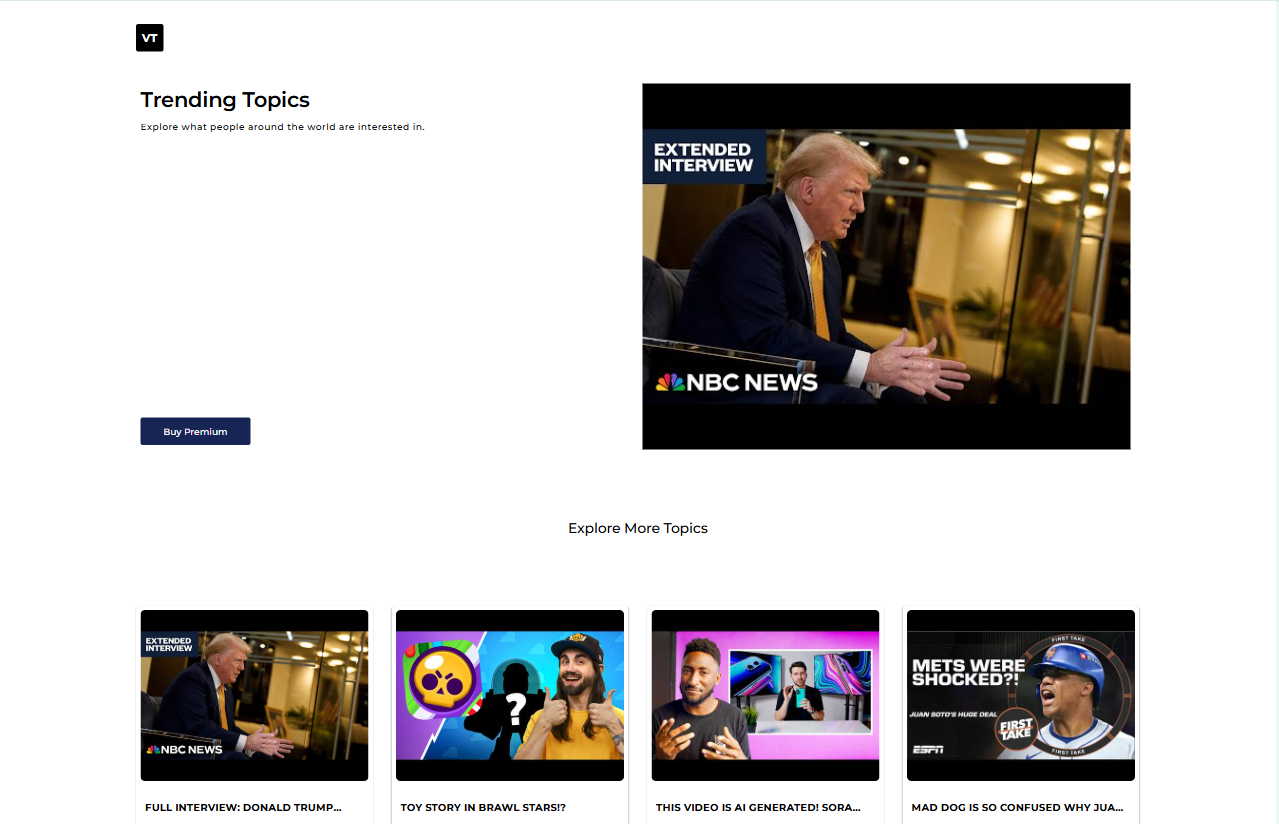 VT
Trending Topics
Explore what people around the world are interested in.
EXTENDED
INTERVIEW
NBC NEWS
Buy Premium
Explore More Topics
EXTENDED
INTERVIEW
NBC NEWS
?
FIRST TAKE
METS WERE
SHOCKED?!
JUAN SOTO'S HUGE DEAL
FIRST
TAKE
ESPN
FIRST TAKE
FULL INTERVIEW: DONALD TRUMP...
TOY STORY IN BRAWL STARS!?
THIS VIDEO IS AI GENERATED! SORA...
MAD DOG IS SO CONFUSED WHY JUA...